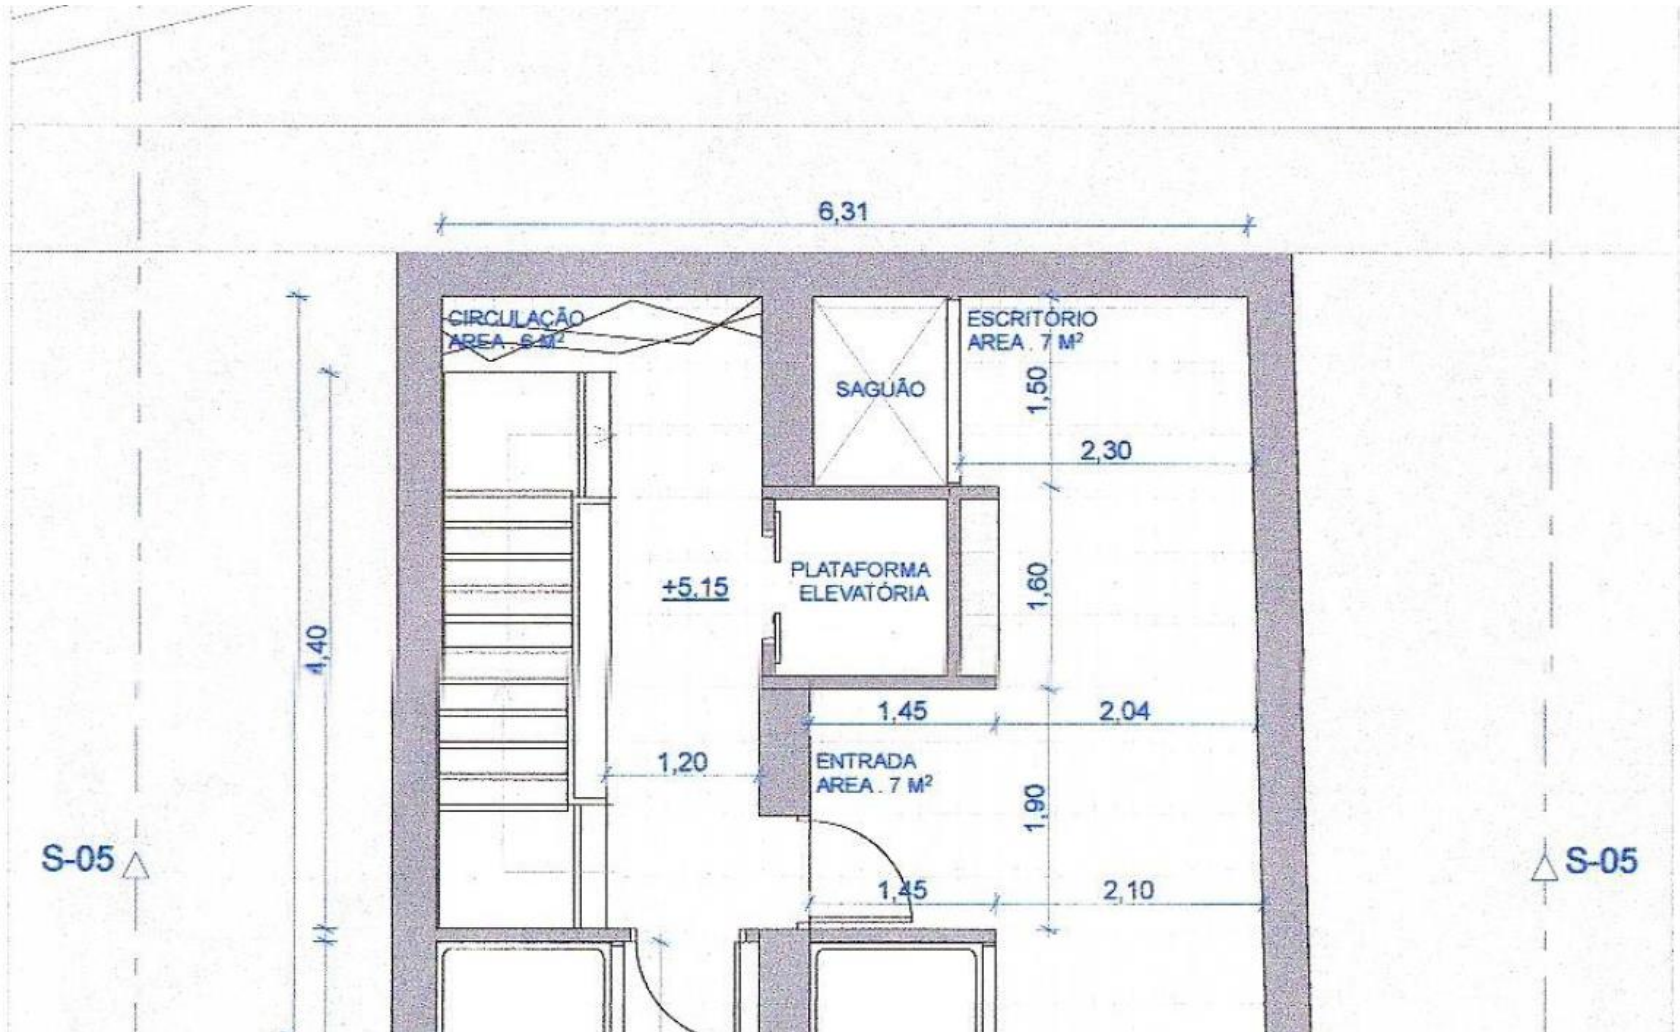 6,31
CIRCULAÇÃO
AREA . 6 M²
ESCRITÓRIO
AREA . 7 M²
1,50
SAGUÃO
2,30
PLATAFORMA
ELEVATÓRIA
+5.15
1,60
4,40
1,45
2,04
1,20
ENTRADA
AREA . 7 M²
1,90
S-05
S-05
1,45
2,10